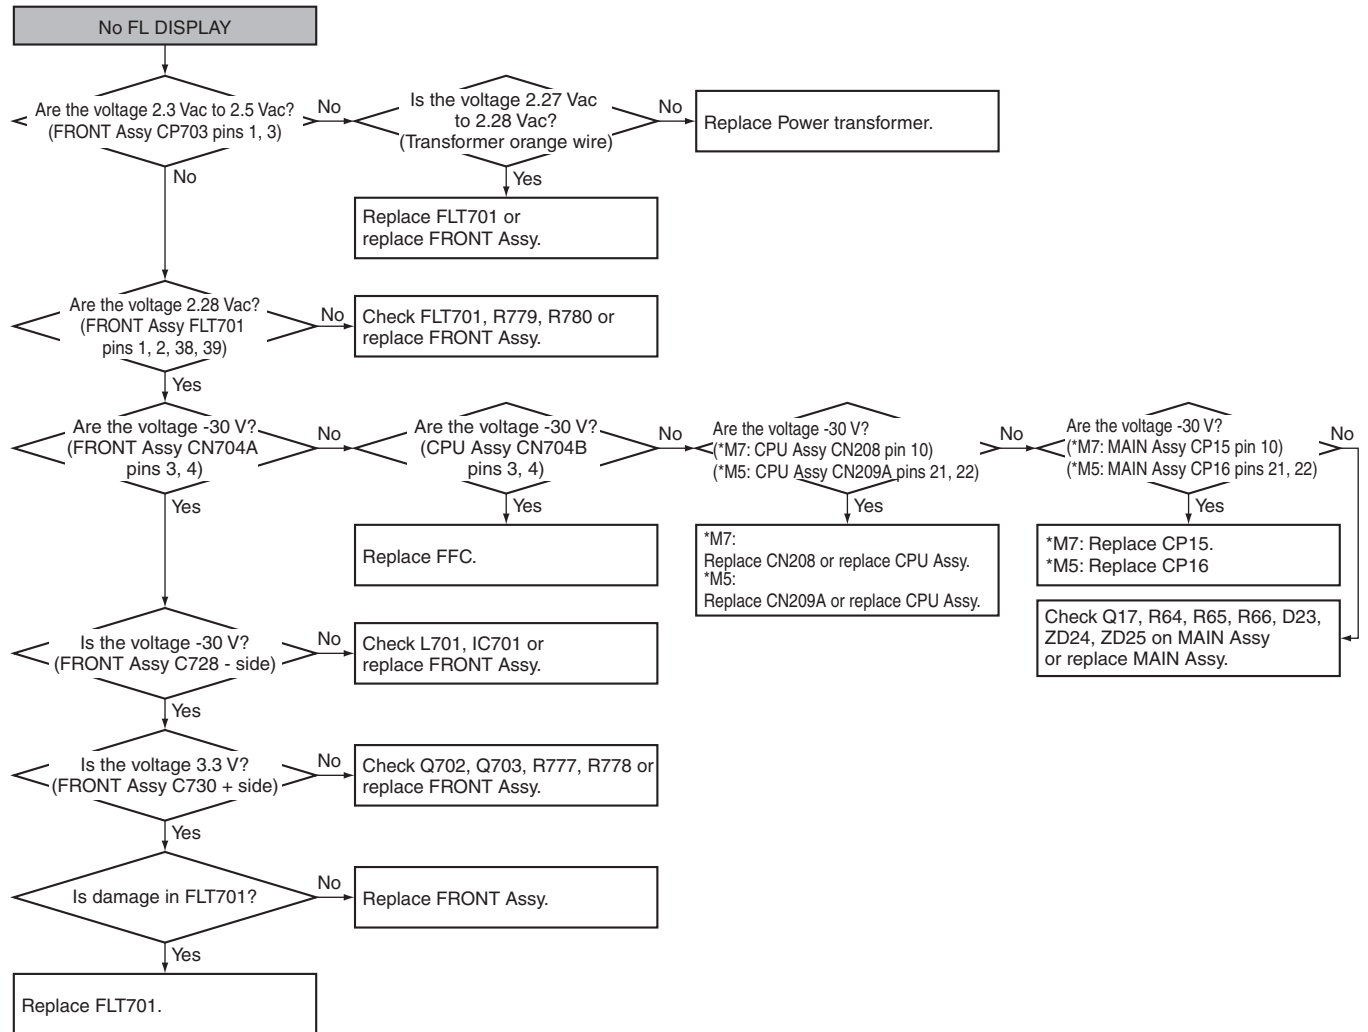 No FL DISPLAY
Are the voltage 2.3 Vac to 2.5 Vac?
(FRONT Assy CP703 pins 1, 3)
No
Is the voltage 2.27 Vac
to 2.28 Vac?
(Transformer orange wire)
No
Replace Power transformer.
No
Yes
Replace FLT701 or
replace FRONT Assy.
Are the voltage 2.28 Vac?
(FRONT Assy FLT701
pins 1, 2, 38, 39)
No
Check FLT701, R779, R780 or
replace FRONT Assy.
Yes
Are the voltage -30 V?
(FRONT Assy CN704A
pins 3, 4)
No
Are the voltage -30 V?
(CPU Assy CN704B
pins 3, 4)
No
Are the voltage -30 V?
(*M7: CPU Assy CN208 pin 10)
(*M5: CPU Assy CN209A pins 21, 22)
No
Are the voltage -30 V?
(*M7: MAIN Assy CP15 pin 10)
(*M5: MAIN Assy CP16 pins 21, 22)
No
Yes
Yes
Replace FFC.
Yes
*M7:
Replace CN208 or replace CPU Assy.
*M5:
Replace CN209A or replace CPU Assy.
Yes
*M7: Replace CP15.
*M5: Replace CP16
Check Q17, R64, R65, R66, D23,
ZD24, ZD25 on MAIN Assy
or replace MAIN Assy.
Is the voltage -30 V?
(FRONT Assy C728 - side)
No
Check L701, IC701 or
replace FRONT Assy.
Yes
Is the voltage 3.3 V?
(FRONT Assy C730 + side)
No
Check Q702, Q703, R777, R778 or
replace FRONT Assy.
Yes
Is damage in FLT701?
No
Replace FRONT Assy.
Yes
Replace FLT701.